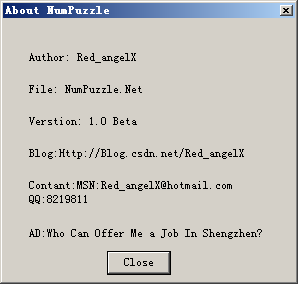 About NumPuzzle
Author: Red_angelX
File: NumPuzzle.Net
Verstion: 1.0 Beta
Blog:Http://Blog.csdn.net/Red_angelX
Contant:MSN:Red_angelX@hotmail.com
QQ:8219811
AD:Who Can Offer Me a Job In Shengzhen?
Close